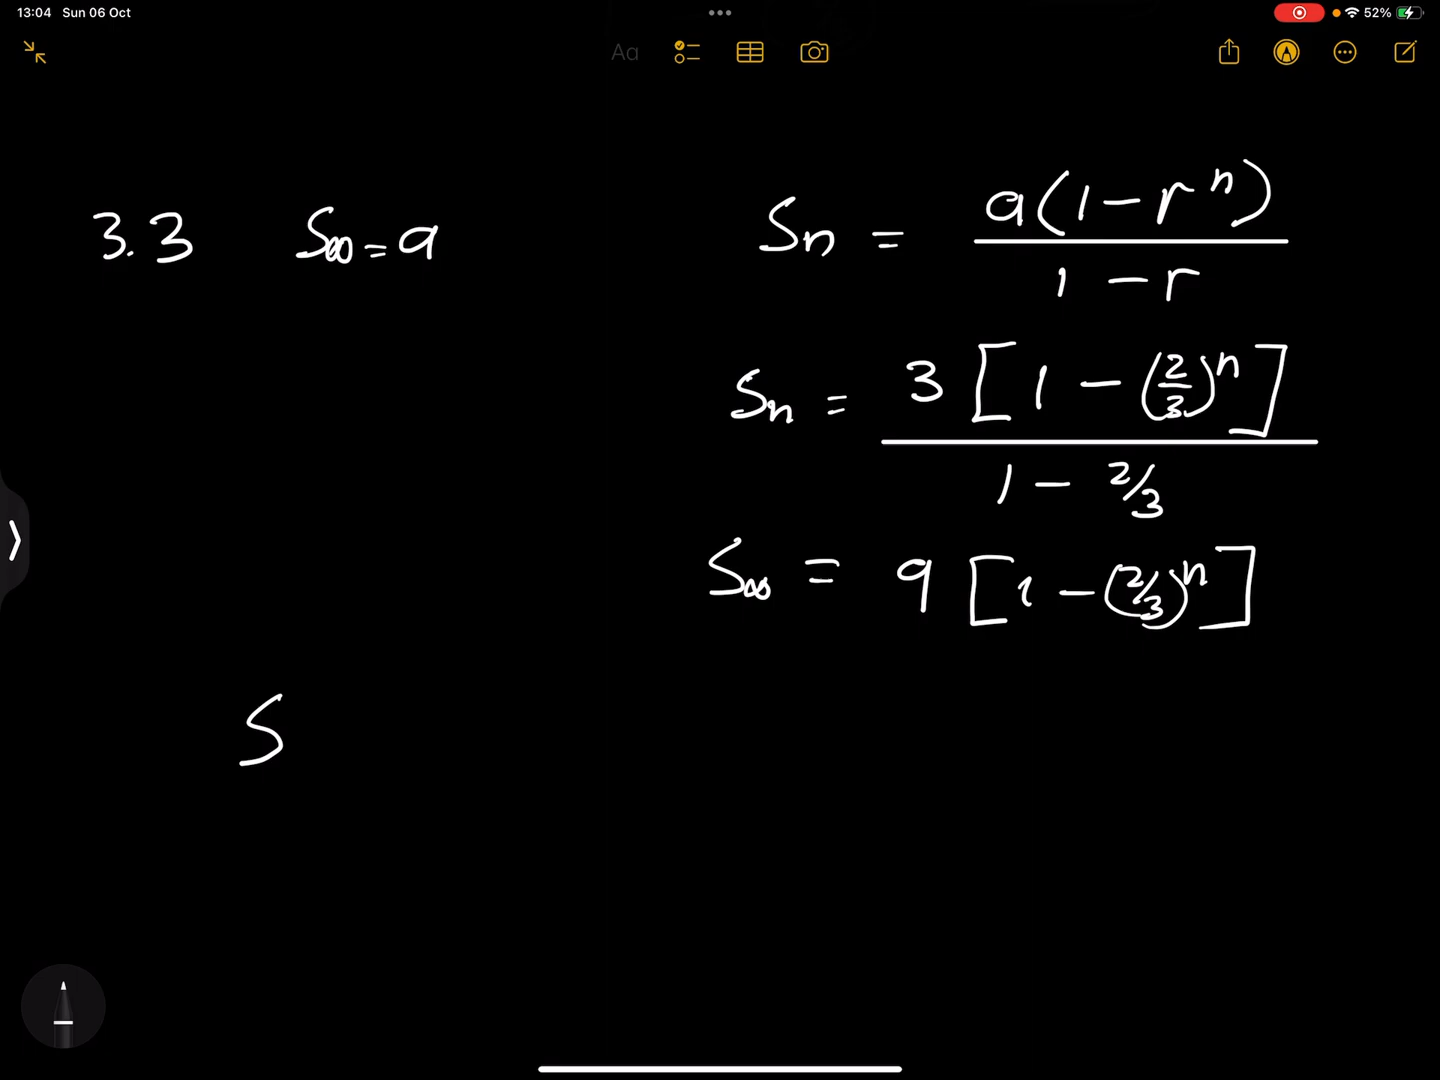 13:04 Sun 06 Oct
52%
Aa
3.3 S∞ = a
Sn = a(1 - r^n) / 1 - r
Sn = 3 [1 - (2/3)^n] / 1 - 2/3
S∞ = 9 [1 - (2/3)^n]
S